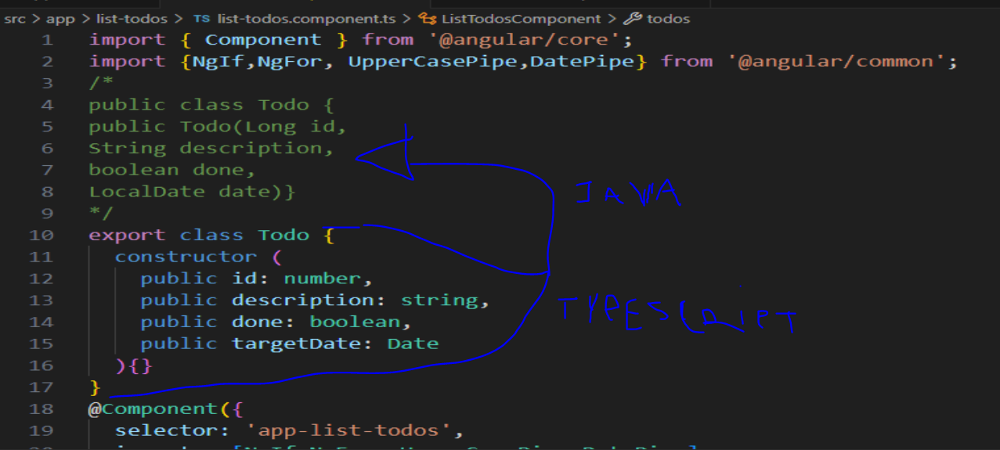 src > app > list-todos > TS list-todos.component.ts > ListTodosComponent > todos
1 import { Component } from '@angular/core';
2 import {NgIf,NgFor, UpperCasePipe,DatePipe} from '@angular/common';
3 /*
4 public class Todo {
5 public Todo(Long id,
6 String description,
7 boolean done,
8 LocalDate date)}
9 */
10 export class Todo {
11 constructor (
12 public id: number,
13 public description: string,
14 public done: boolean,
15 public targetDate: Date
16 ){}
17 }
18 @Component({
19 selector: 'app-list-todos',
JAVA
TYPESCRIPT